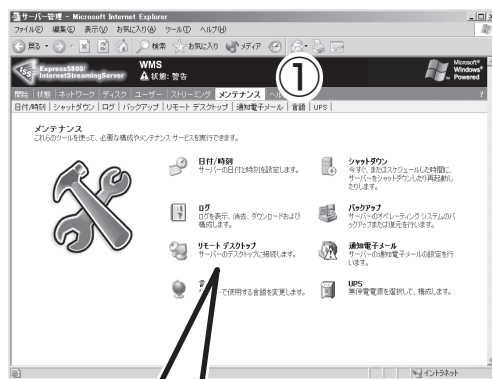 サーバー管理 - Microsoft Internet Explorer
ファイル(F) 編集(E) 表示(V) お気に入り(A) ツール(T) ヘルプ(H)
戻る 検索 お気に入り メディア
Express5800/
InternetStreamingServer
WMS
状態: 警告
Microsoft®
Windows®
Powered
①
開始 状態 ネットワーク ディスク ユーザー ストリーミング メンテナンス ?
日付/時刻 | シャットダウン | ログ | バックアップ | リモート デスクトップ | 通知電子メール | 言語 | UPS
メンテナンス
これらのツールを使って、必要な構成やメンテナンス サービスを実行できます。
日付/時刻
サーバーの日付と時刻を設定します。
シャットダウン
今すぐ、またはスケジュールした時間に、
サーバーをシャットダウンしたり再起動し
たりします。
ログ
ログを表示、消去、ダウンロードおよび
構成します。
バックアップ
サーバーのオペレーティング システムのバ
ックアップまたは復元を行います。
リモート デスクトップ
サーバーのデスクトップに接続します。
通知電子メール
サーバーの通知電子メールの設定を行
います。
で使用する言語を変更します。
UPS
無停電電源を選択して、構成します。
イントラネット